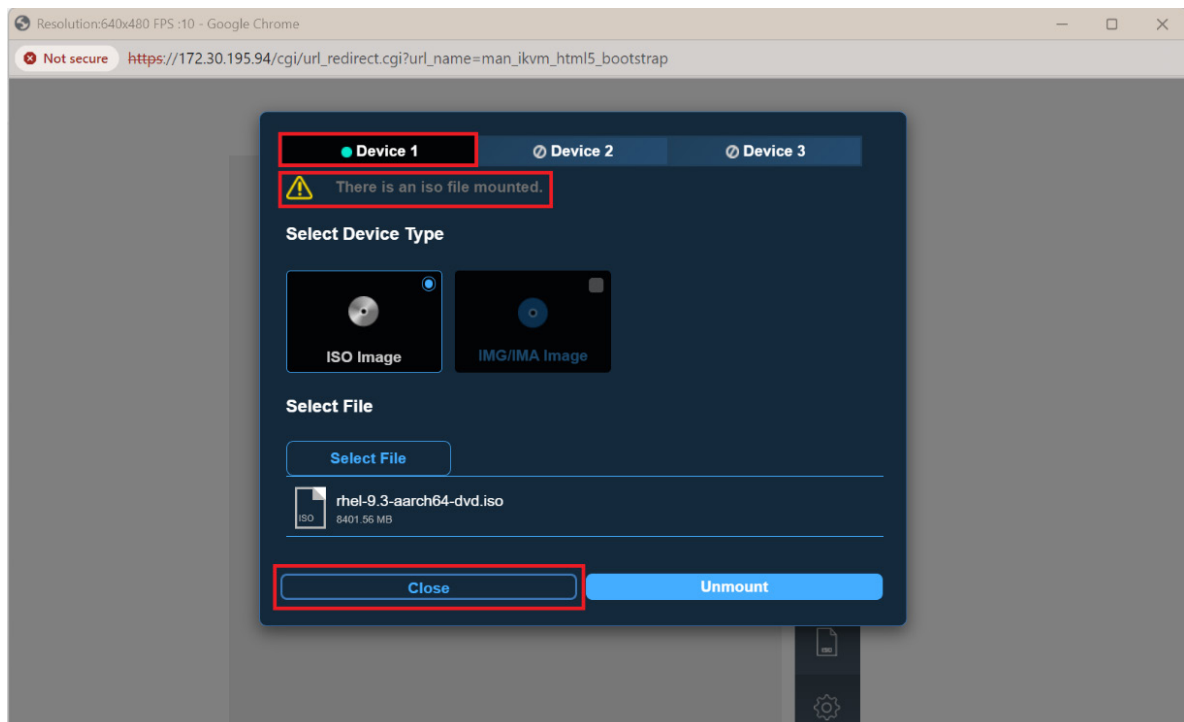 Resolution:640x480 FPS :10 - Google Chrome
Not secure https://172.30.195.94/cgi/url_redirect.cgi?url_name=man_ikvm_html5_bootstrap
Device 1 Device 2 Device 3
There is an iso file mounted.
Select Device Type
ISO Image IMG/IMA Image
Select File
Select File
rhel-9.3-aarch64-dvd.iso
ISO 8401.56 MB
Close Unmount